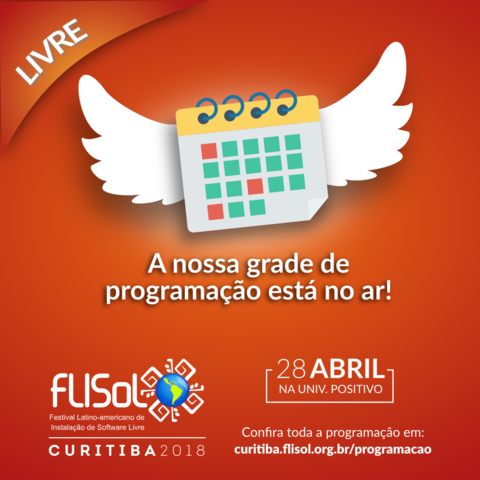 LIVRE
A nossa grade de
programação está no ar!
FLISoL
Festival Latino-americano de
Instalação de Software Livre
CURITIBA 2018
28 ABRIL
NA UNIV. POSITIVO
Confira toda a programação em:
curitiba.flisol.org.br/programacao